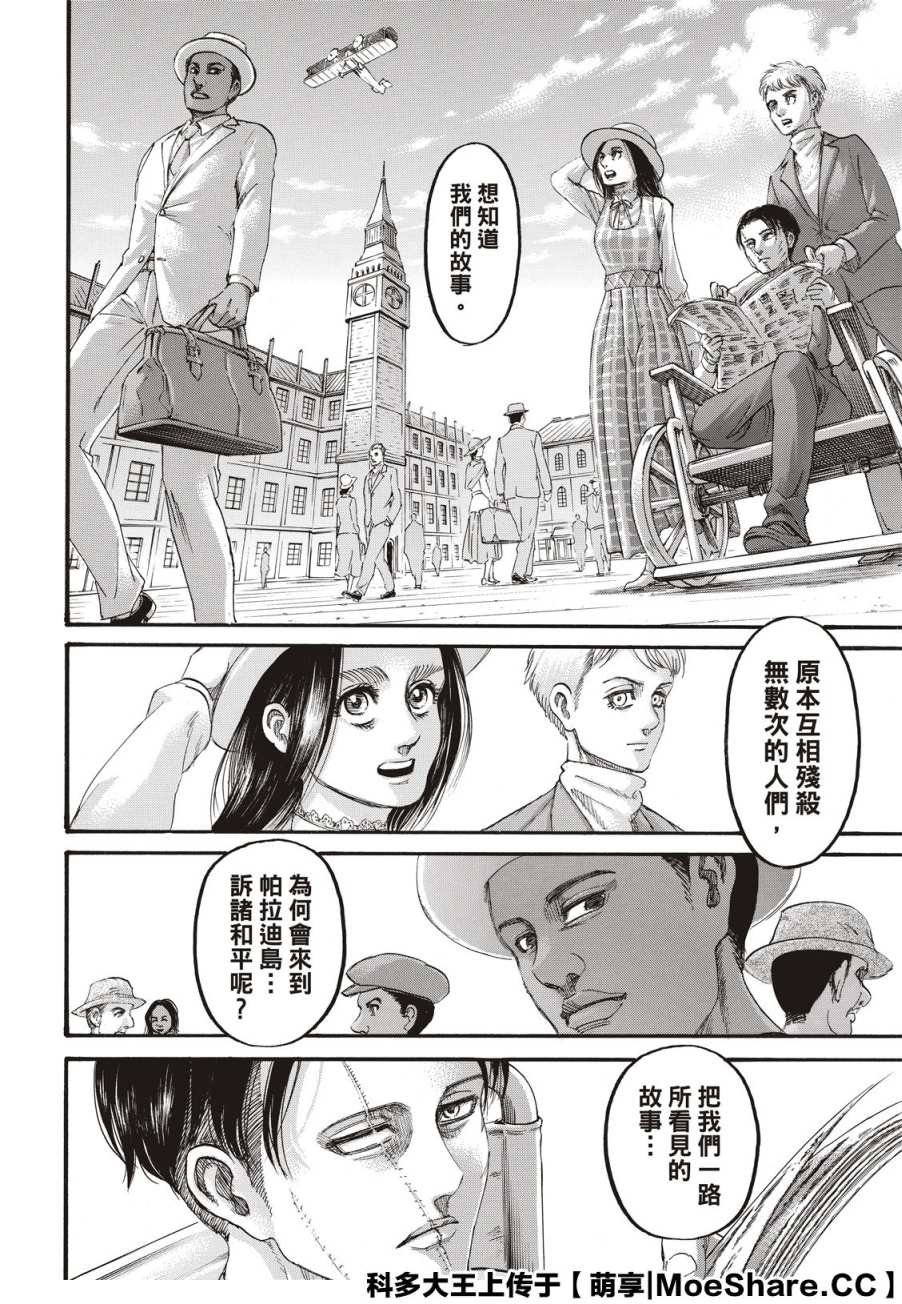 想知道
我們的故事。
原本互相殘殺
無數次的人們，
為何會來到
帕拉迪島…
訴諸和平呢？
把我們一路
所看見的
故事…
科多大王上传于【萌享|MoeShare.CC】